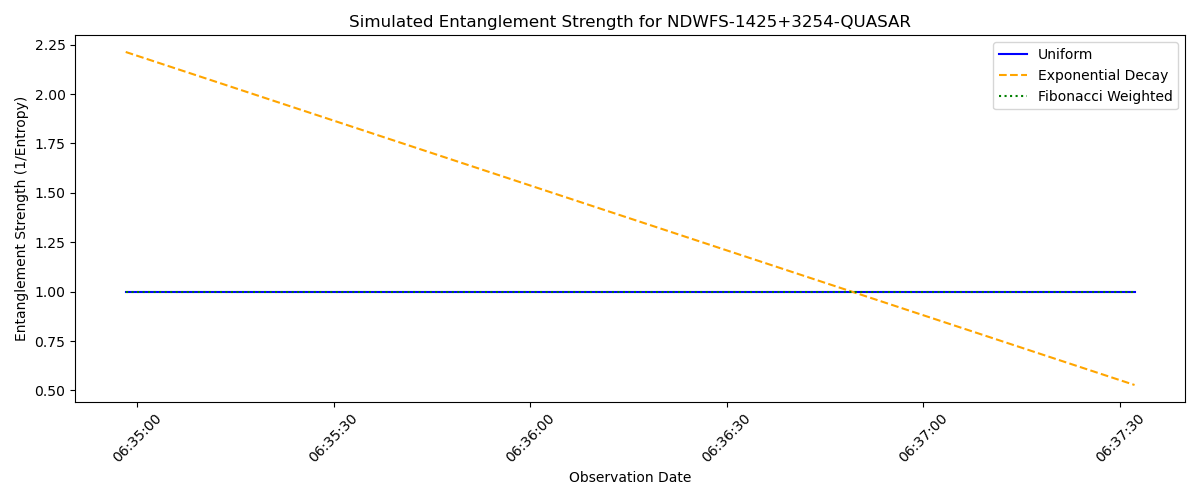 Simulated Entanglement Strength for NDWFS-1425+3254-QUASAR
Entanglement Strength (1/Entropy)
2.25
2.00
1.75
1.50
1.25
1.00
0.75
0.50
Uniform
Exponential Decay
Fibonacci Weighted
06:35:00
06:35:30
06:36:00
06:36:30
06:37:00
06:37:30
Observation Date